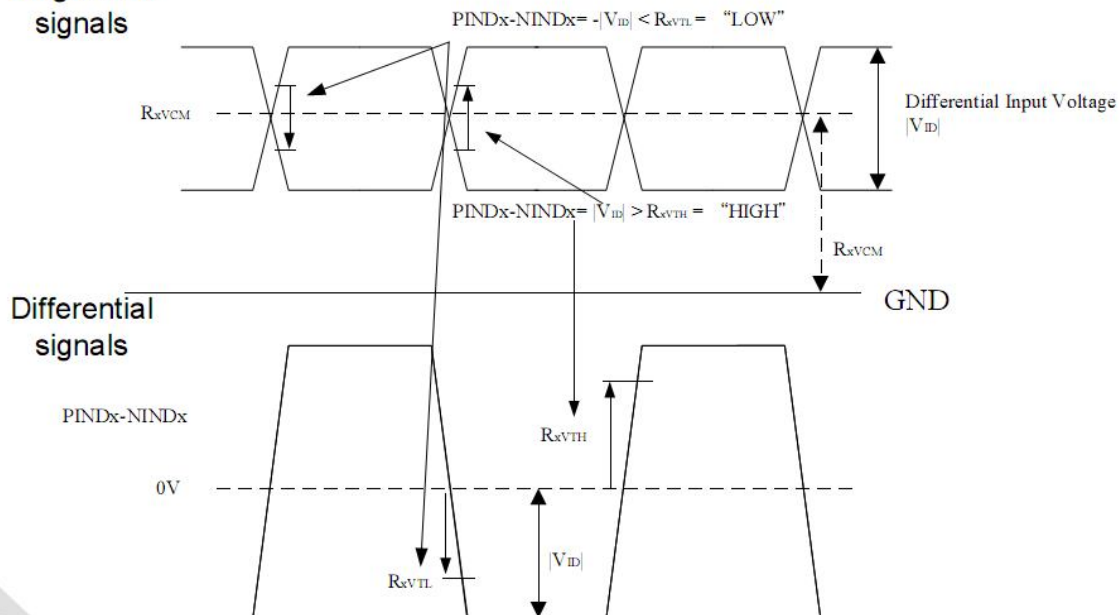 signals
PINDx-NINDx= -|VID| < RxVTL = “LOW”
RxVCM
Differential Input Voltage
|VID|
PINDx-NINDx= |VID| > RxVTH = “HIGH”
RxVCM
GND
Differential
signals
PINDx-NINDx
RxVTH
0V
|VID|
RxVTL